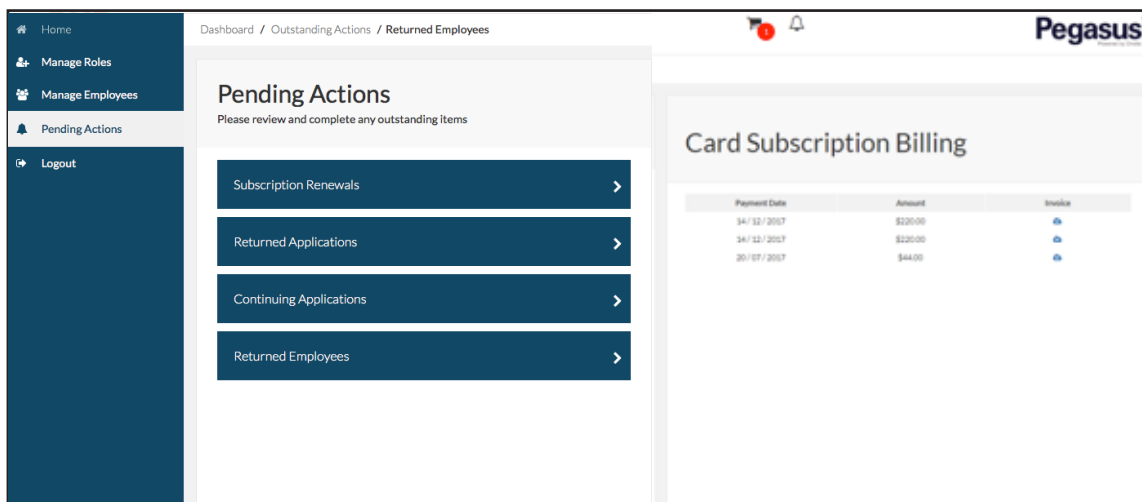 Home
Manage Roles
Manage Employees
Pending Actions
Logout
Dashboard / Outstanding Actions / Returned Employees
1
Pegasus
Pending Actions
Please review and complete any outstanding items
Subscription Renewals
Returned Applications
Continuing Applications
Returned Employees
Card Subscription Billing
Payment Date Amount Invoice
14/12/2017 $220.00
14/12/2017 $220.00
20/07/2017 $44.00